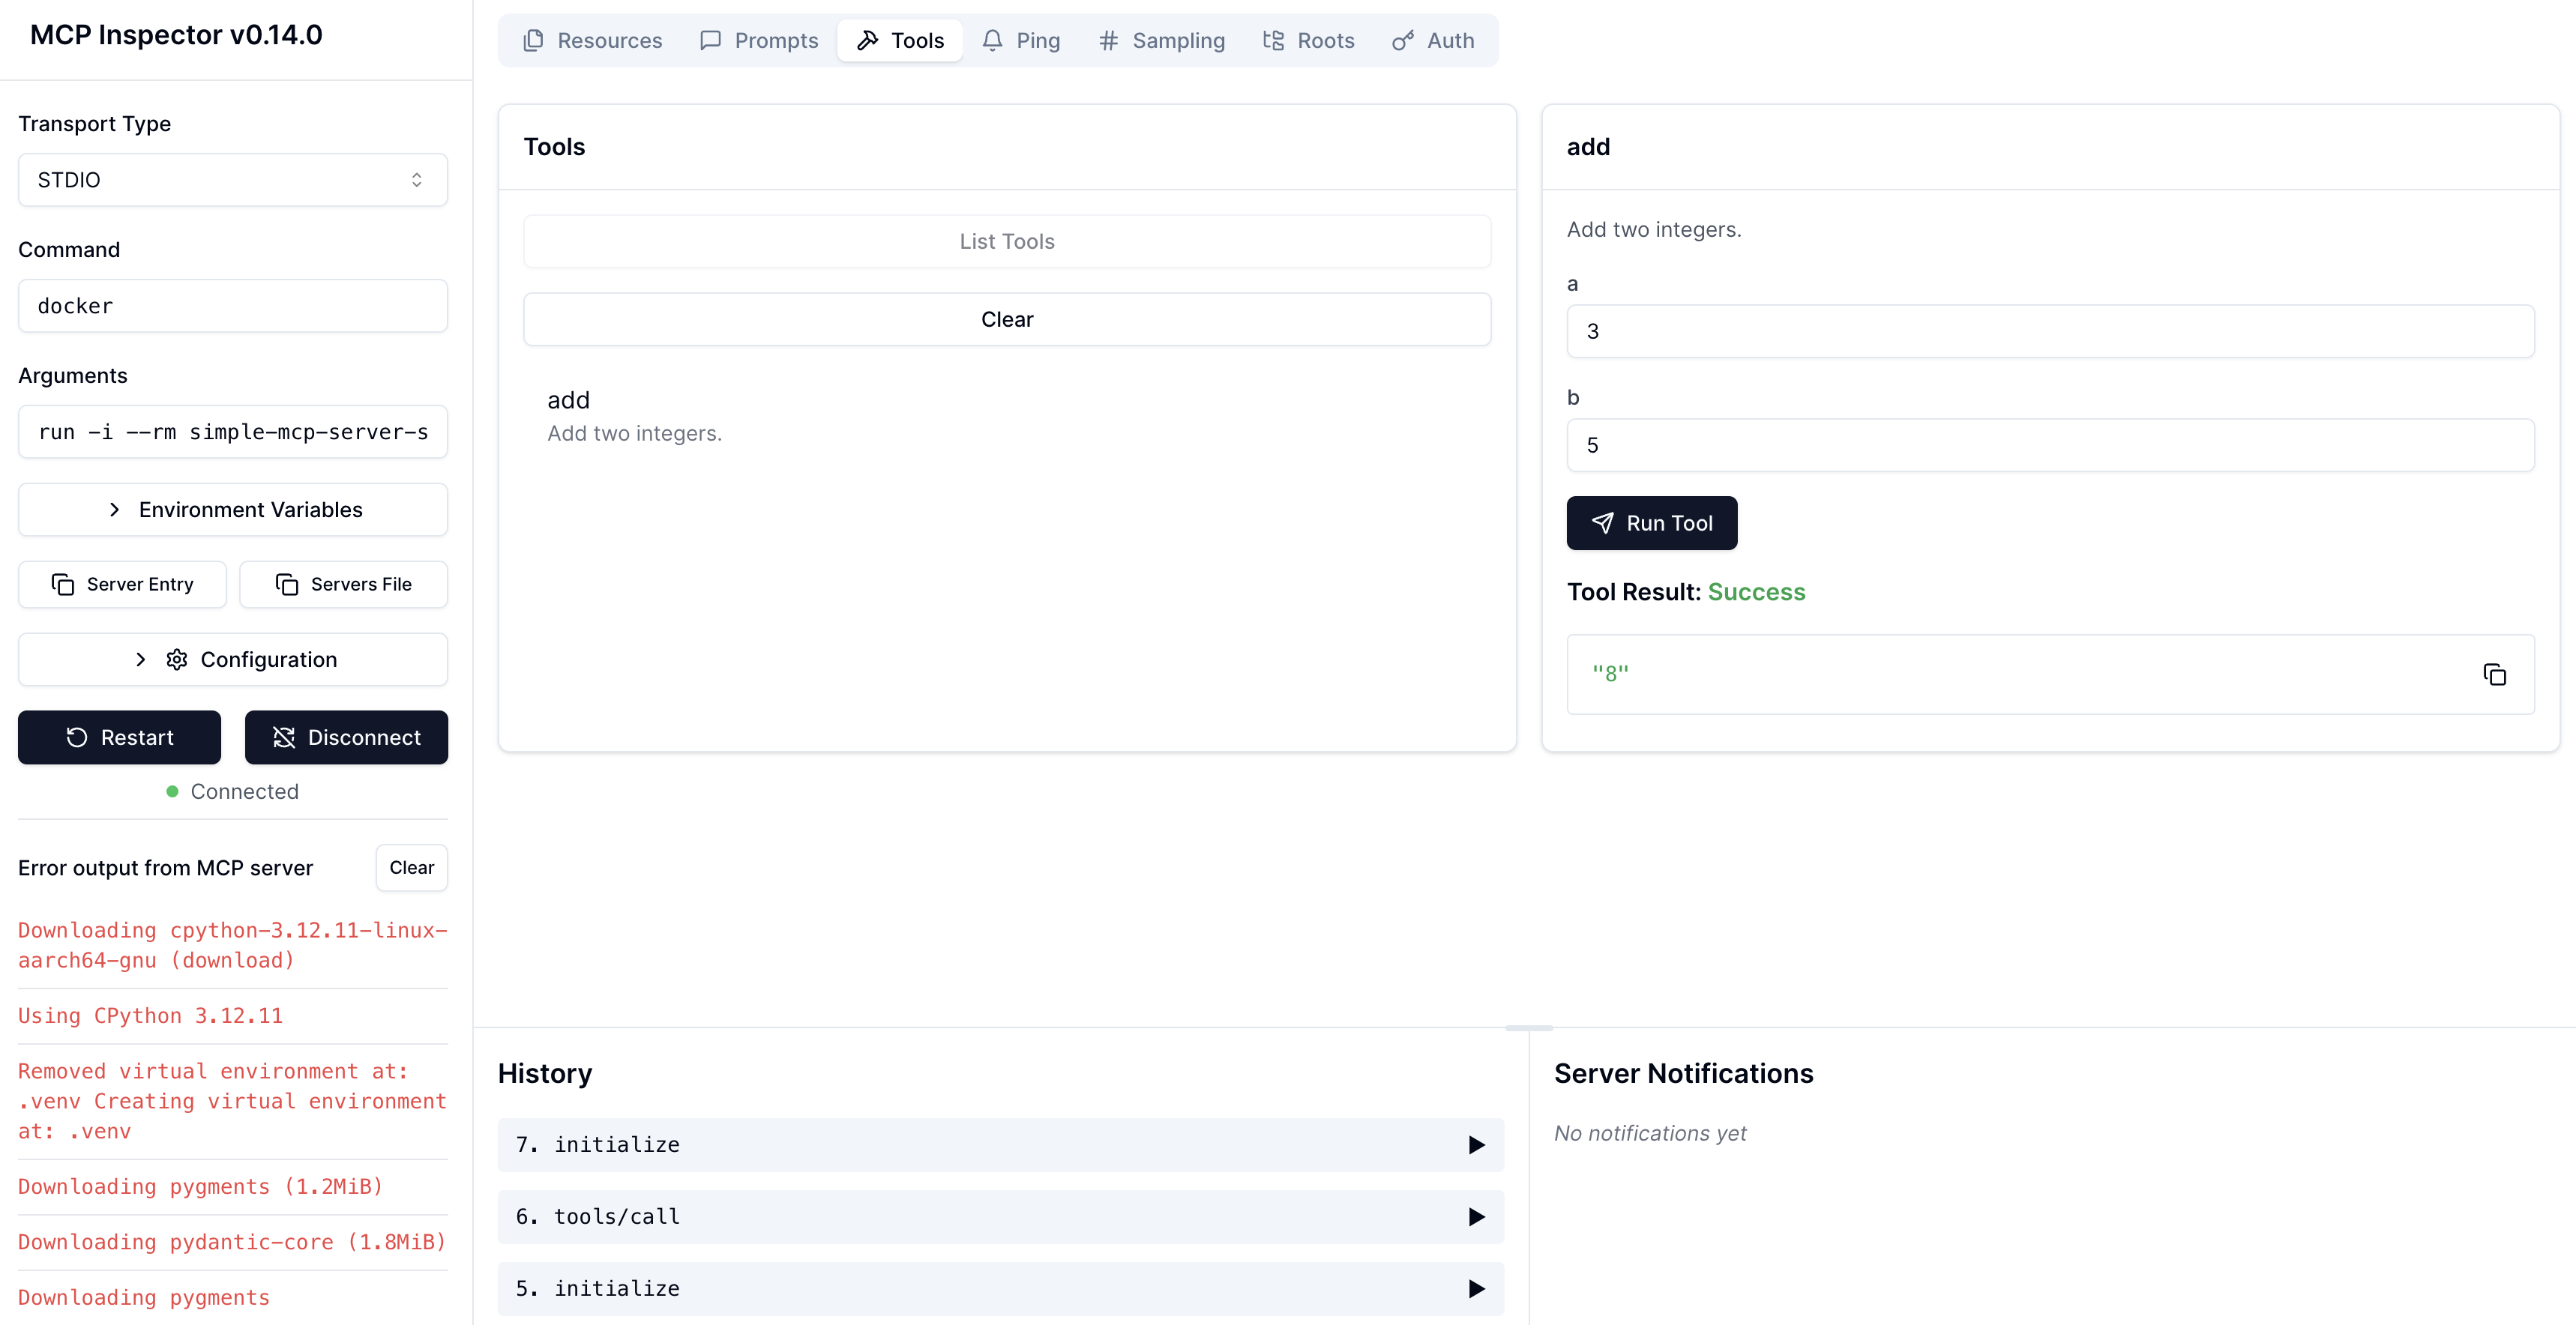 MCP Inspector v0.14.0
Transport Type
STDIO
Command
docker
Arguments
run -i --rm simple-mcp-server-s
Environment Variables
Server Entry
Servers File
Configuration
Restart
Disconnect
Connected
Error output from MCP server
Clear
Downloading cpython-3.12.11-linux-
aarch64-gnu (download)
Using CPython 3.12.11
Removed virtual environment at:
.venv Creating virtual environment
at: .venv
Downloading pygments (1.2MiB)
Downloading pydantic-core (1.8MiB)
Downloading pygments
Resources
Prompts
Tools
Ping
Sampling
Roots
Auth
Tools
List Tools
Clear
add
Add two integers.
add
Add two integers.
a
3
b
5
Run Tool
Tool Result: Success
"8"
History
7. initialize
6. tools/call
5. initialize
Server Notifications
No notifications yet